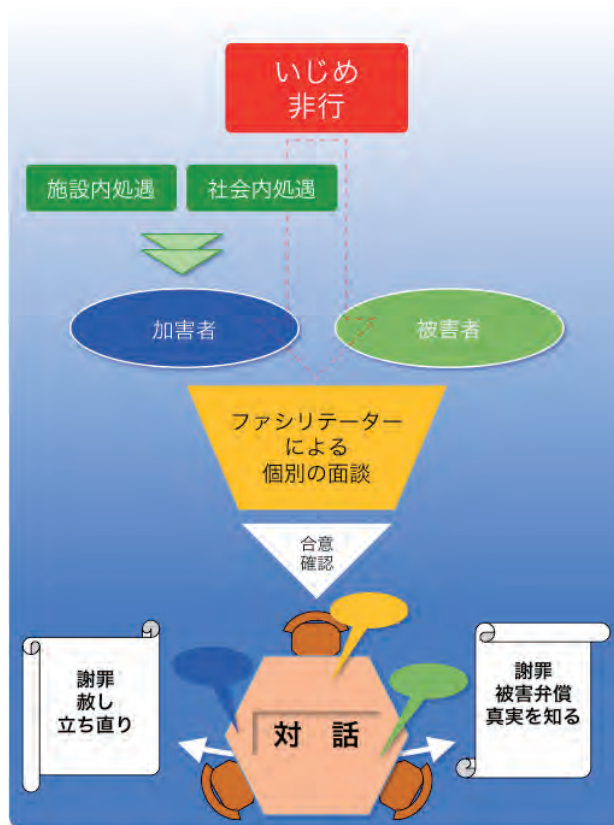 いじめ
非行
施設内処遇
社会内処遇
加害者
被害者
ファシリテーター
による
個別の面談
合意
確認
謝罪
赦し
立ち直り
対 話
謝罪
被害弁償
真実を知る